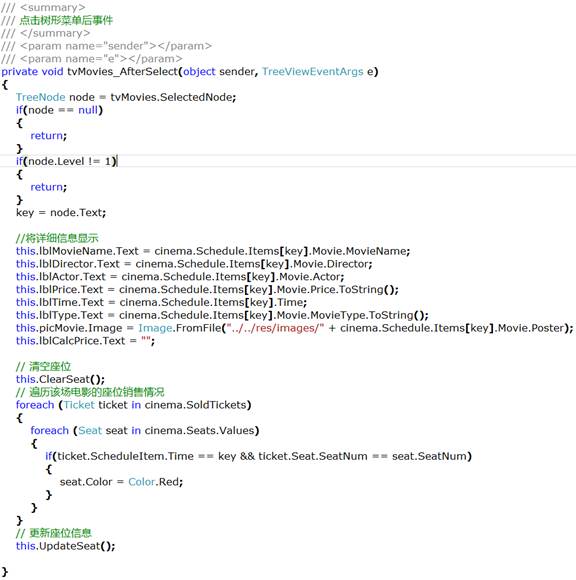 /// <summary>
/// 点击树形菜单后事件
/// </summary>
/// <param name="sender"></param>
/// <param name="e"></param>
private void tvMovies_AfterSelect(object sender, TreeViewEventArgs e)
{
TreeNode node = tvMovies.SelectedNode;
if(node == null)
{
return;
}
if(node.Level != 1)
{
return;
}
key = node.Text;
//将详细信息显示
this.lblMovieName.Text = cinema.Schedule.Items[key].Movie.MovieName;
this.lblDirector.Text = cinema.Schedule.Items[key].Movie.Director;
this.lblActor.Text = cinema.Schedule.Items[key].Movie.Actor;
this.lblPrice.Text = cinema.Schedule.Items[key].Movie.Price.ToString();
this.lblTime.Text = cinema.Schedule.Items[key].Time;
this.lblType.Text = cinema.Schedule.Items[key].Movie.MovieType.ToString();
this.picMovie.Image = Image.FromFile("../../res/images/" + cinema.Schedule.Items[key].Movie.Poster);
this.lblCalcPrice.Text = "";
// 清空座位
this.ClearSeat();
// 遍历该场电影的座位销售情况
foreach (Ticket ticket in cinema.SoldTickets)
{
foreach (Seat seat in cinema.Seats.Values)
{
if(ticket.ScheduleItem.Time == key && ticket.Seat.SeatNum == seat.SeatNum)
{
seat.Color = Color.Red;
}
}
}
// 更新座位信息
this.UpdateSeat();
}